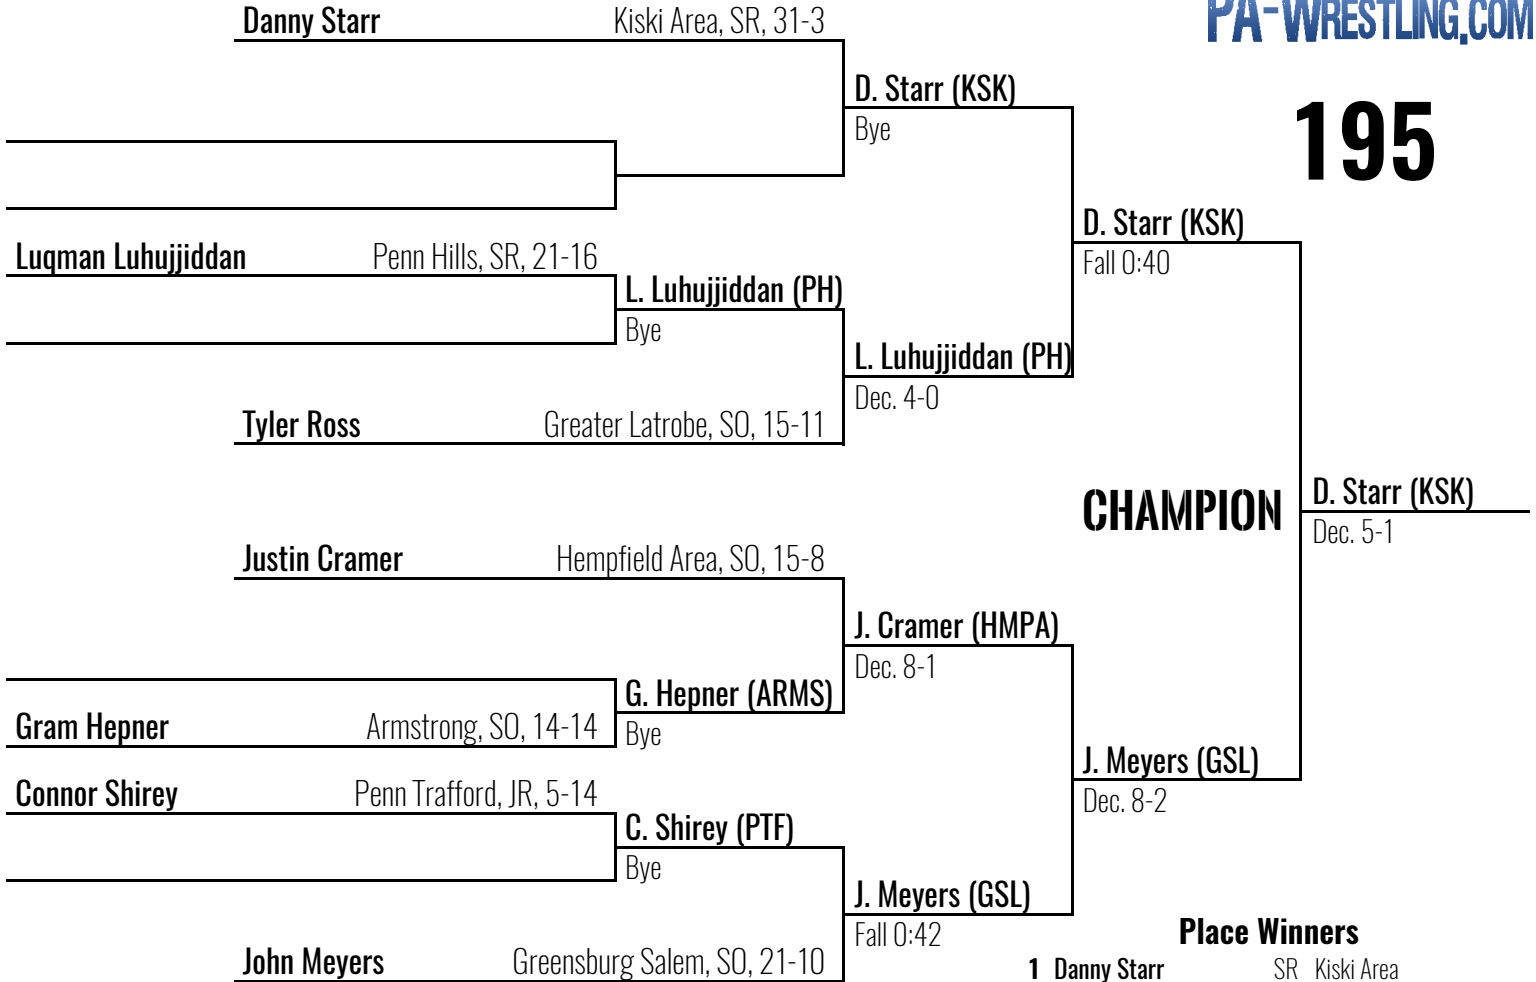 PA-WRESTLING.COM
195
Danny Starr Kiski Area, SR, 31-3
D. Starr (KSK)
Bye
D. Starr (KSK)
Fall 0:40
Luqman Luhujjiddan Penn Hills, SR, 21-16
L. Luhujjiddan (PH)
Bye
L. Luhujjiddan (PH)
Dec. 4-0
Tyler Ross Greater Latrobe, SO, 15-11
CHAMPION
D. Starr (KSK)
Dec. 5-1
Justin Cramer Hempfield Area, SO, 15-8
J. Cramer (HMPA)
Dec. 8-1
G. Hepner (ARMS)
Bye
Gram Hepner Armstrong, SO, 14-14
J. Meyers (GSL)
Dec. 8-2
Connor Shirey Penn Trafford, JR, 5-14
C. Shirey (PTF)
Bye
J. Meyers (GSL)
Fall 0:42
John Meyers Greensburg Salem, SO, 21-10
Place Winners
1 Danny Starr SR Kiski Area